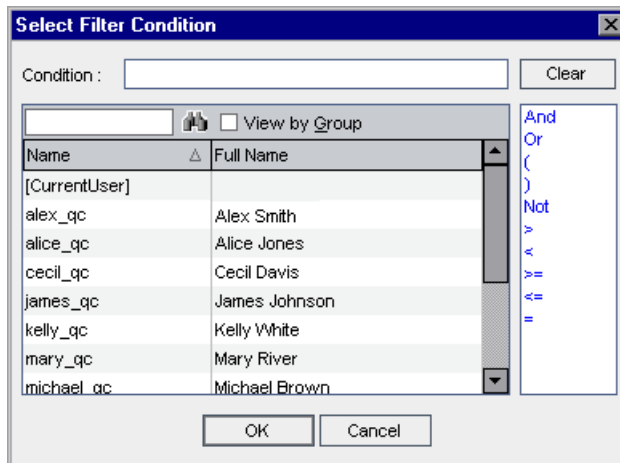 Select Filter Condition
Condition :
Clear
View by Group
Name Full Name
[CurrentUser]
alex_qc Alex Smith
alice_qc Alice Jones
cecil_qc Cecil Davis
james_qc James Johnson
kelly_qc Kelly White
mary_qc Mary River
michael_qc Michael Brown
And
Or
(
)
Not
>
<
>=
<=
=
OK Cancel